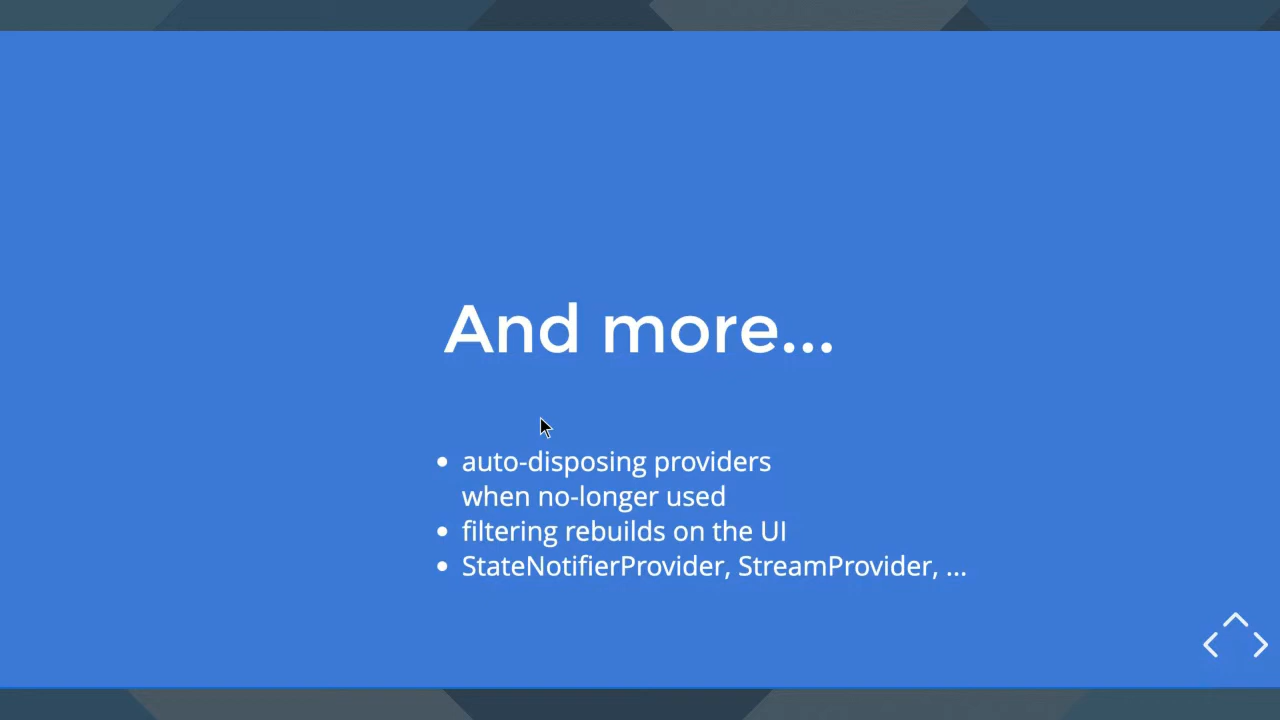 And more...
• auto-disposing providers
when no-longer used
• filtering rebuilds on the UI
• StateNotifierProvider, StreamProvider, ...